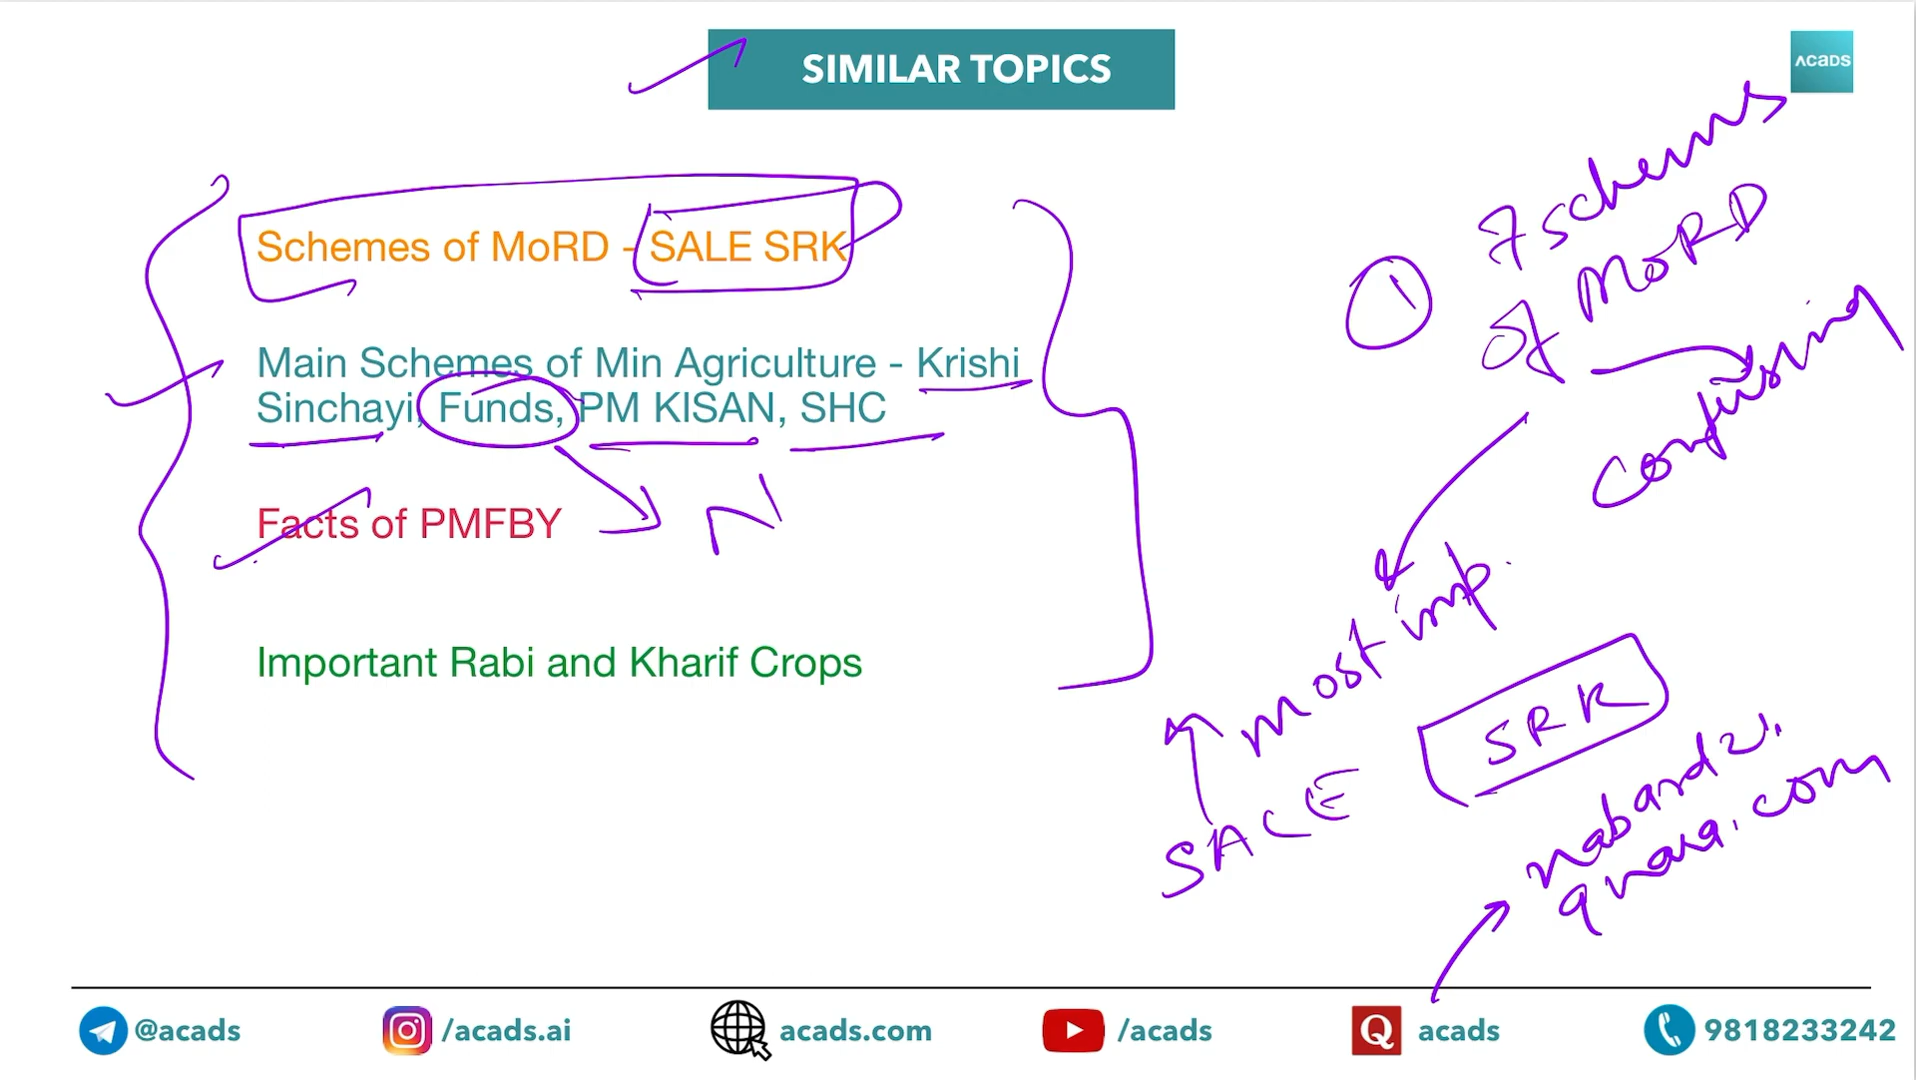 SIMILAR TOPICS
ACADS
Schemes of MoRD - SALE SRK
Main Schemes of Min Agriculture - Krishi
Sinchayi, Funds, PM KISAN, SHC
N
Facts of PMFBY
Important Rabi and Kharif Crops
1
7 schemes
of MoRD
confusing
most imp.
SALE
SRK
.com
@acads
/acads.ai
acads.com
/acads
Q
acads
9818233242